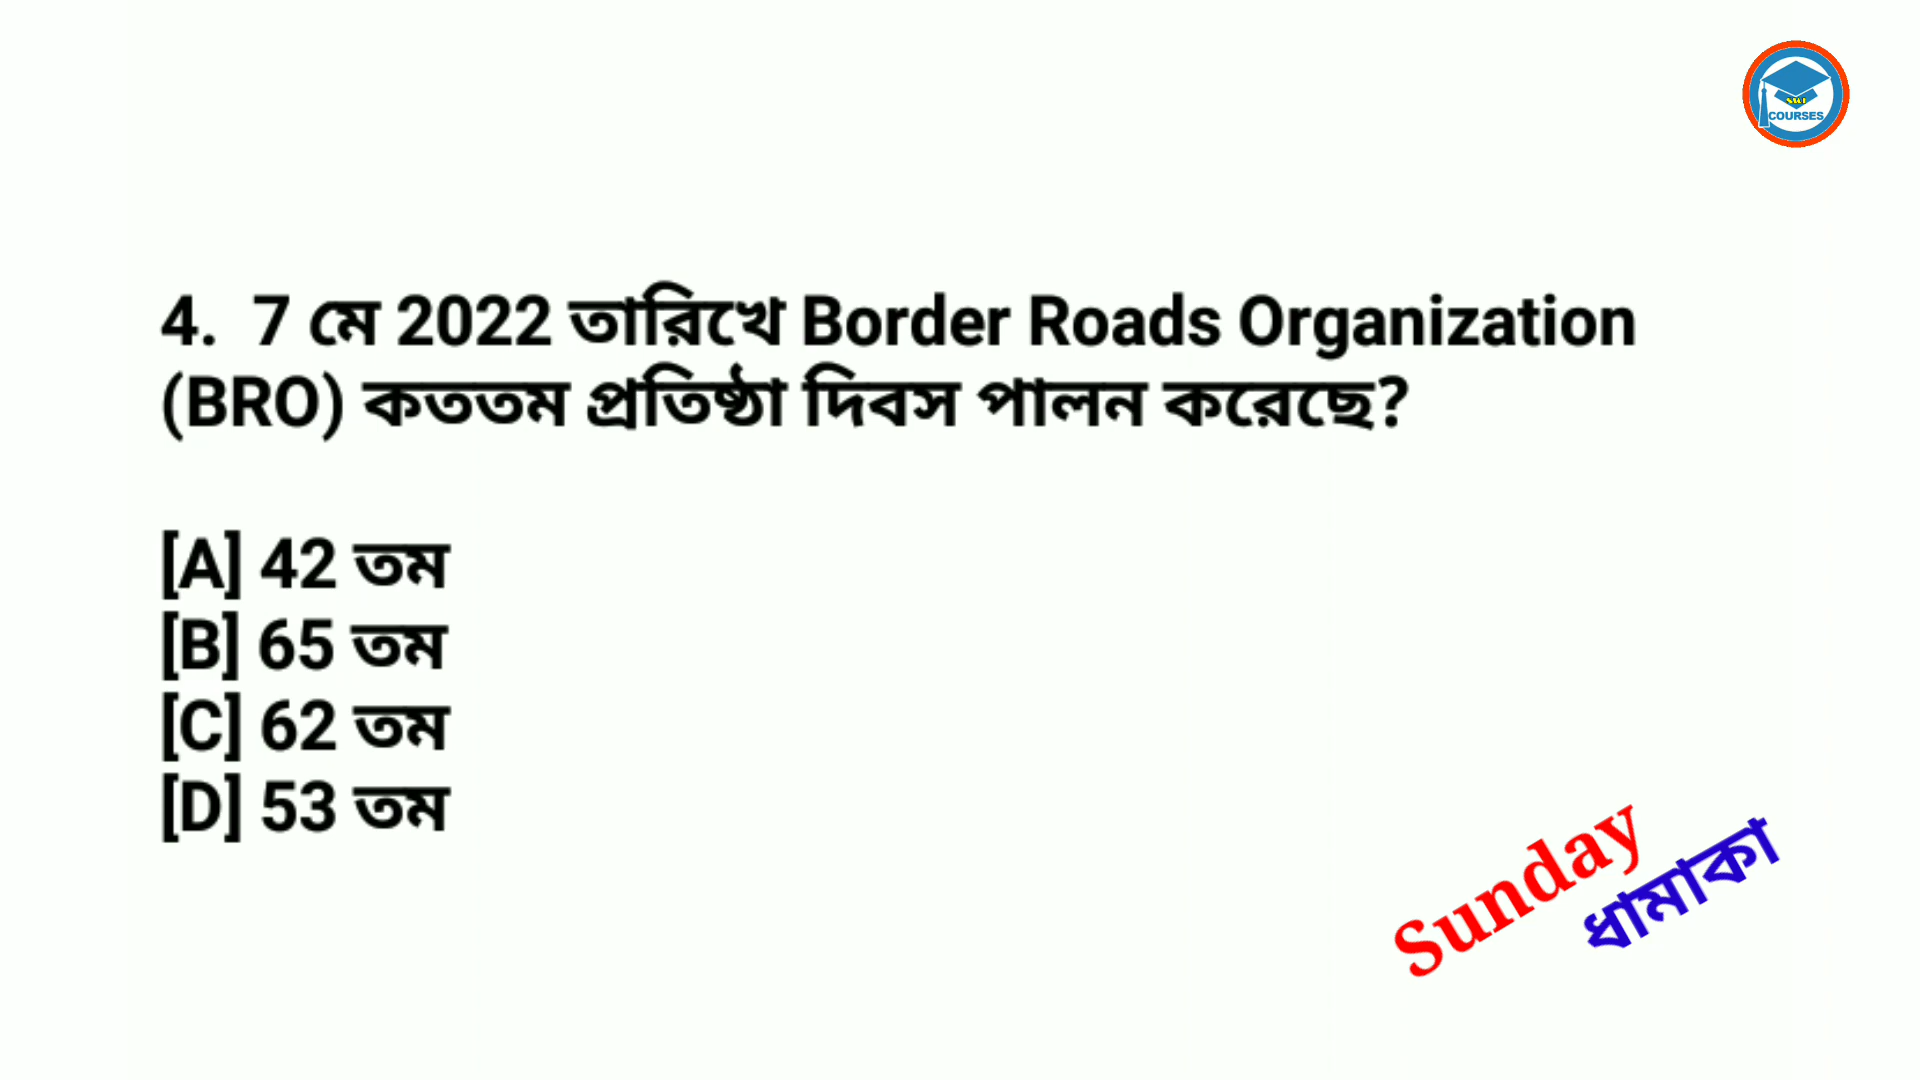 SWI
COURSES
4. 7 মে 2022 তারিখে Border Roads Organization
(BRO) কততম প্রতিষ্ঠা দিবস পালন করেছে?
[A] 42 তম
[B] 65 তম
[C] 62 তম
[D] 53 তম
Sunday
ধামাকা